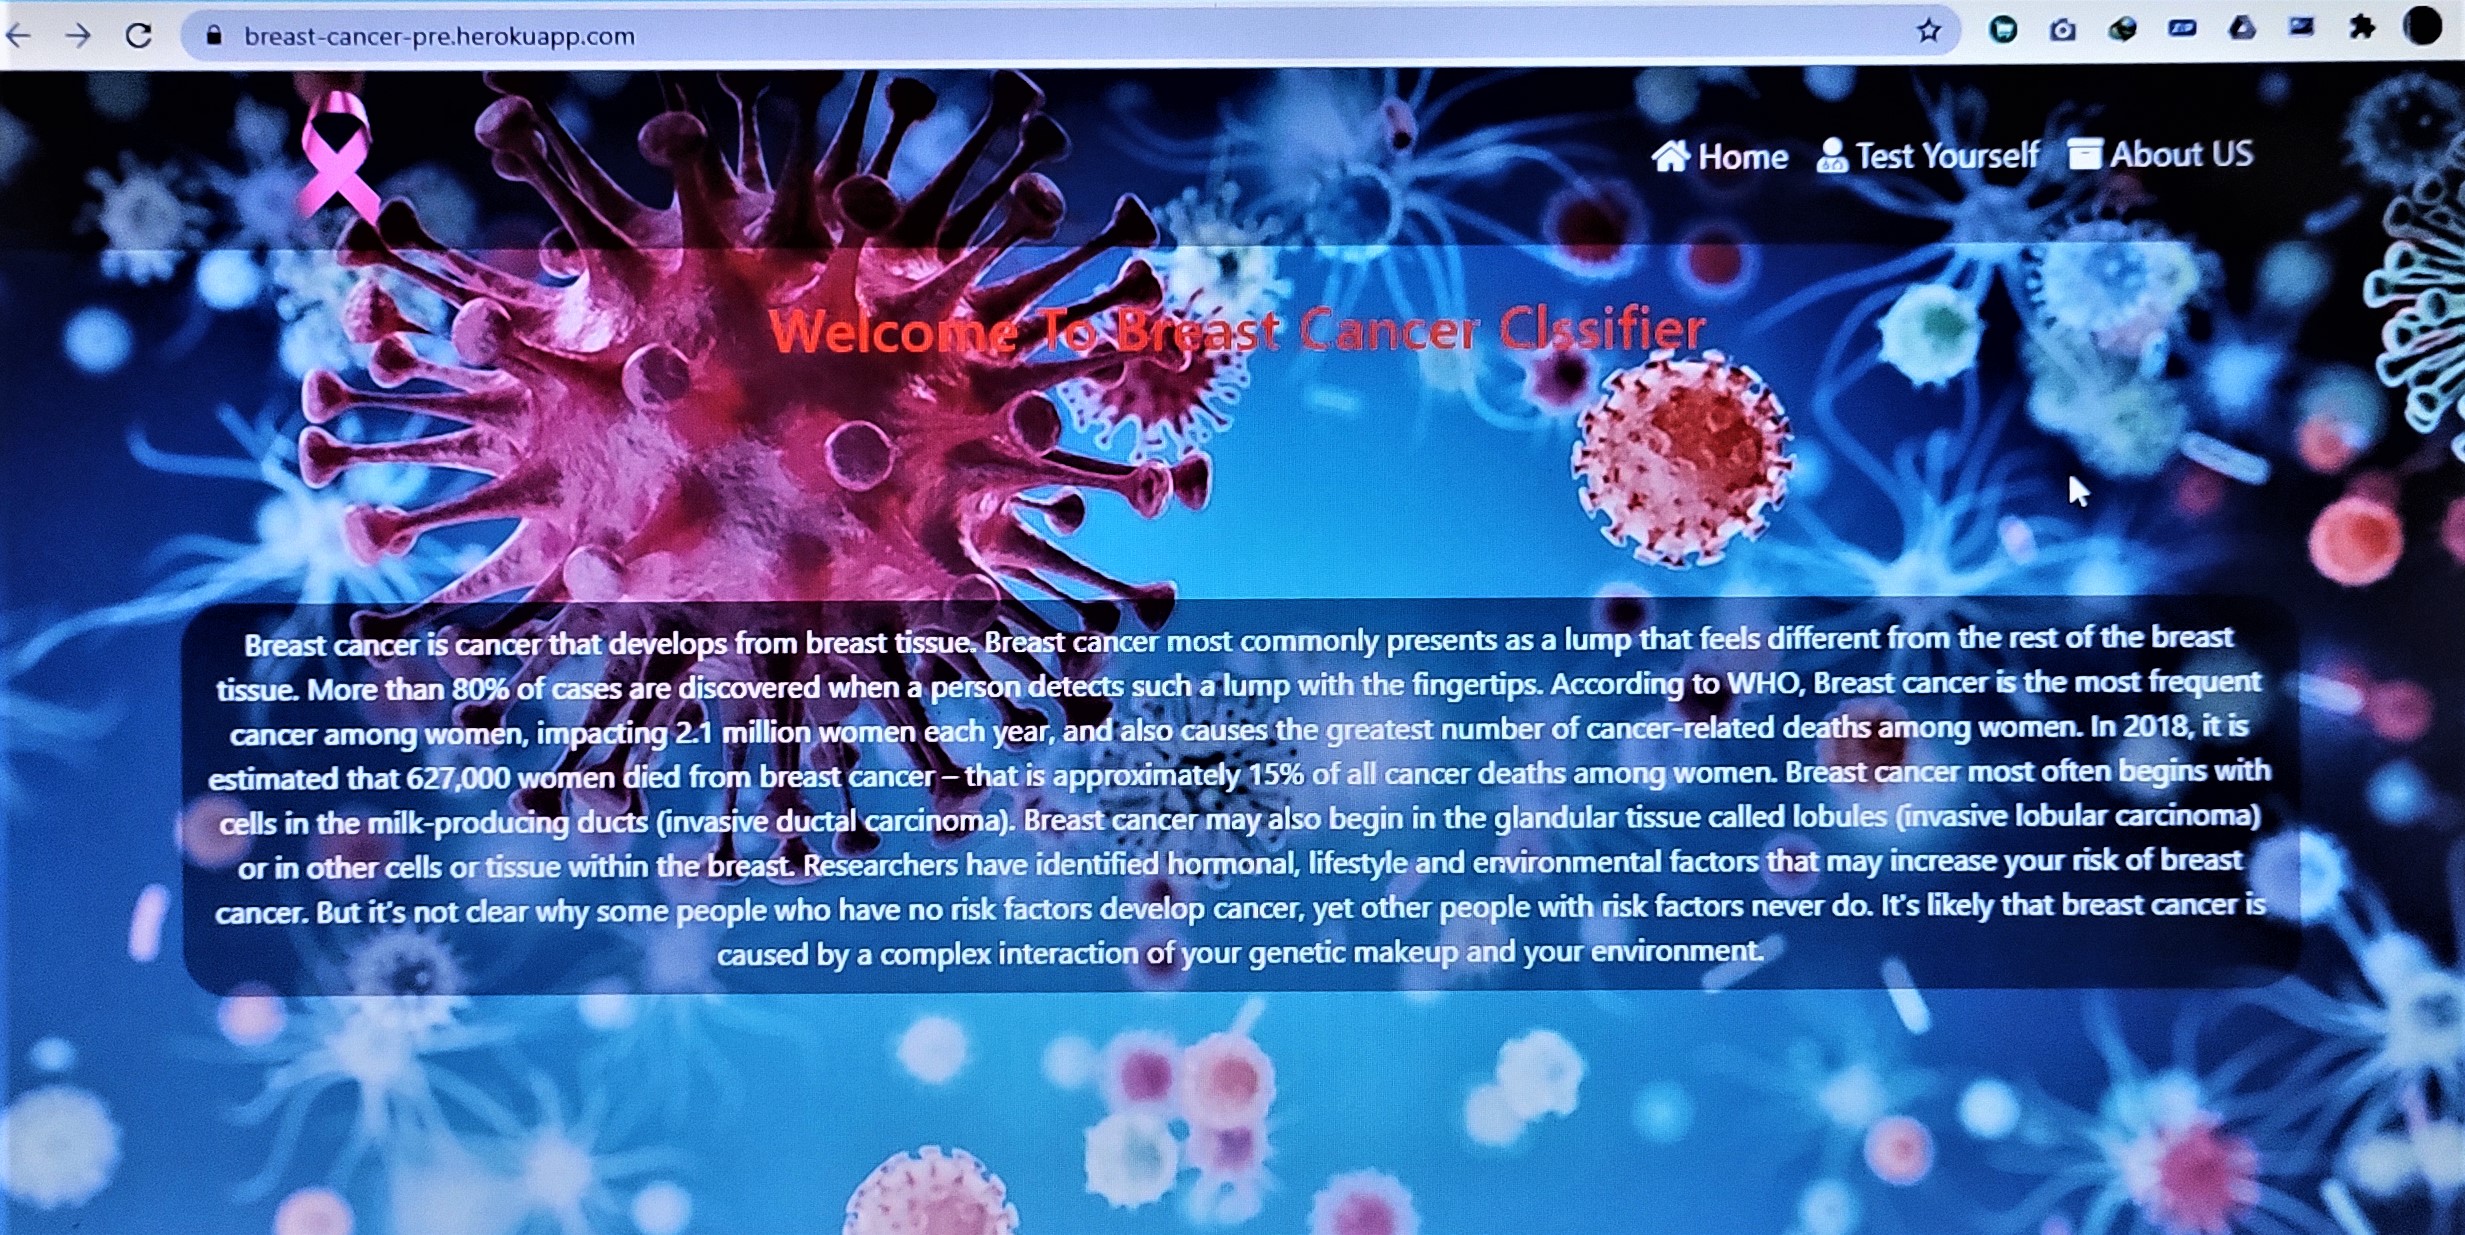 breast-cancer-pre.herokuapp.com
Home Test Yourself About US
Welcome To Breast Cancer Clssifier
Breast cancer is cancer that develops from breast tissue. Breast cancer most commonly presents as a lump that feels different from the rest of the breast
tissue. More than 80% of cases are discovered when a person detects such a lump with the fingertips. According to WHO, Breast cancer is the most frequent
cancer among women, impacting 2.1 million women each year, and also causes the greatest number of cancer-related deaths among women. In 2018, it is
estimated that 627,000 women died from breast cancer – that is approximately 15% of all cancer deaths among women. Breast cancer most often begins with
cells in the milk-producing ducts (invasive ductal carcinoma). Breast cancer may also begin in the glandular tissue called lobules (invasive lobular carcinoma)
or in other cells or tissue within the breast. Researchers have identified hormonal, lifestyle and environmental factors that may increase your risk of breast
cancer. But it's not clear why some people who have no risk factors develop cancer, yet other people with risk factors never do. It's likely that breast cancer is
caused by a complex interaction of your genetic makeup and your environment.